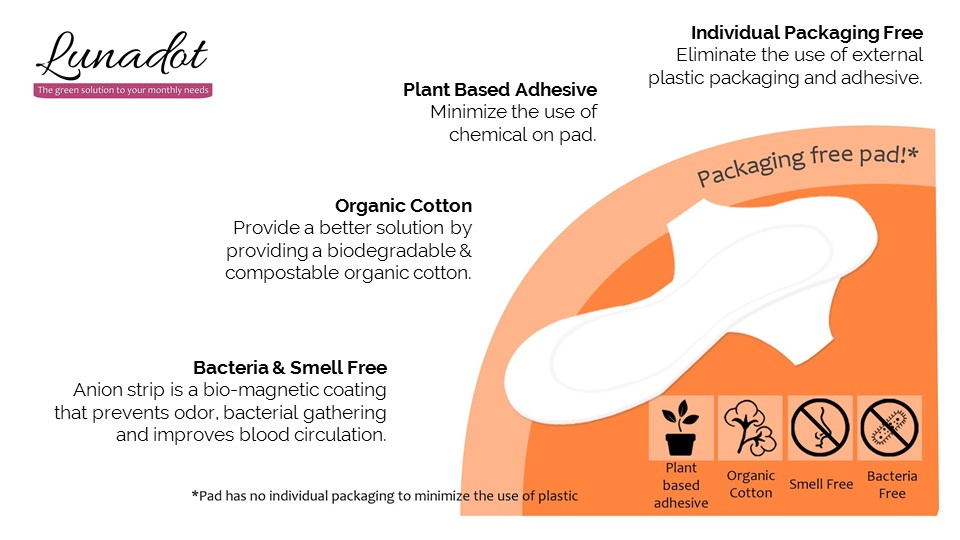 Lunadot
The green solution to your monthly needs
Individual Packaging Free
Eliminate the use of external
plastic packaging and adhesive.
Plant Based Adhesive
Minimize the use of
chemical on pad.
Packaging free pad!*
Organic Cotton
Provide a better solution by
providing a biodegradable &
compostable organic cotton.
Bacteria & Smell Free
Anion strip is a bio-magnetic coating
that prevents odor, bacterial gathering
and improves blood circulation.
Plant
based
adhesive
Organic
Cotton
Smell Free
Bacteria
Free
*Pad has no individual packaging to minimize the use of plastic